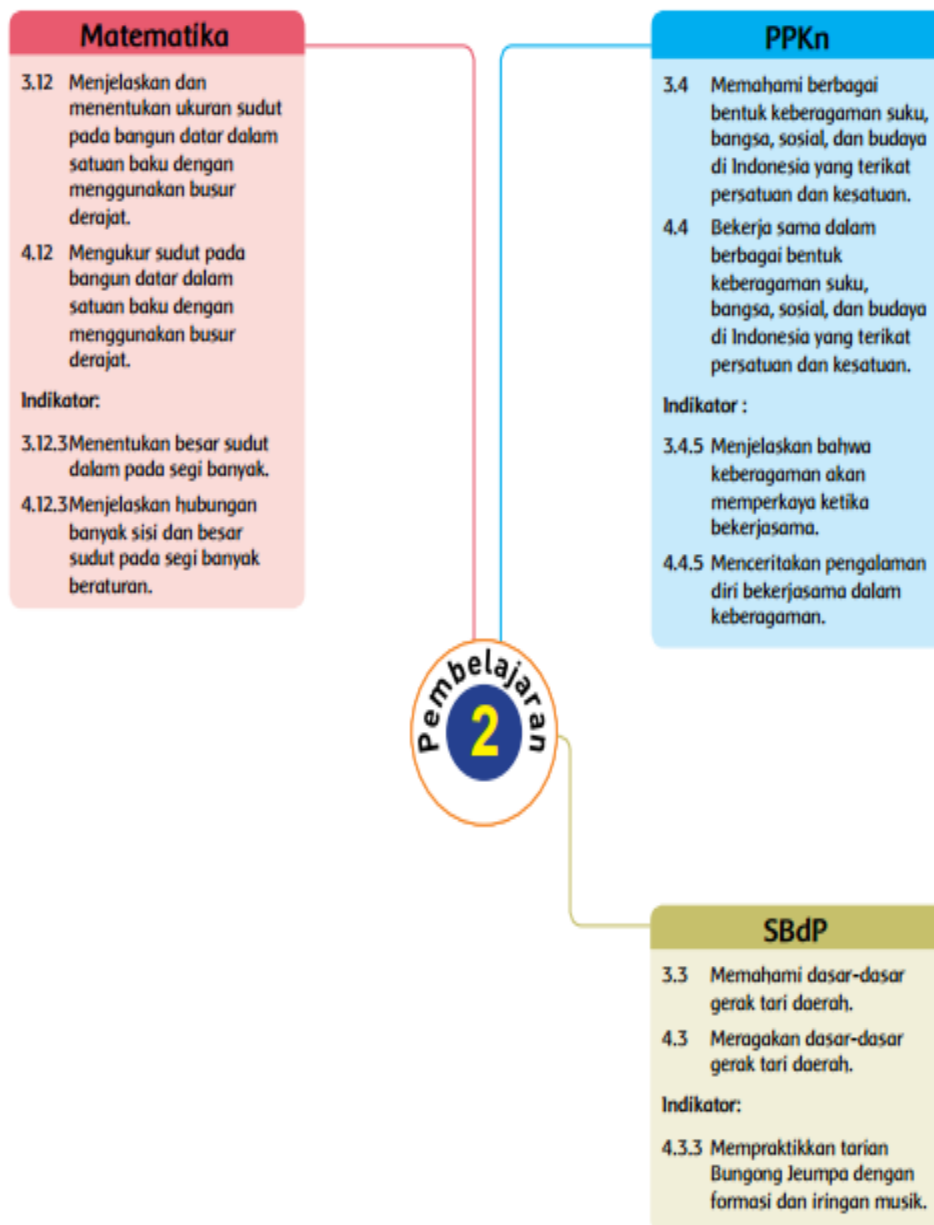 Matematika
3.12 Menjelaskan dan
menentukan ukuran sudut
pada bangun datar dalam
satuan baku dengan
menggunakan busur
derajat.
4.12 Mengukur sudut pada
bangun datar dalam
satuan baku dengan
menggunakan busur
derajat.
Indikator:
3.12.3Menentukan besar sudut
dalam pada segi banyak.
4.12.3Menjelaskan hubungan
banyak sisi dan besar
sudut pada segi banyak
beraturan.
PPKn
3.4 Memahami berbagai
bentuk keberagaman suku,
bangsa, sosial, dan budaya
di Indonesia yang terikat
persatuan dan kesatuan.
4.4 Bekerja sama dalam
berbagai bentuk
keberagaman suku,
bangsa, sosial, dan budaya
di Indonesia yang terikat
persatuan dan kesatuan.
Indikator :
3.4.5 Menjelaskan bahwa
keberagaman akan
memperkaya ketika
bekerjasama.
4.4.5 Menceritakan pengalaman
diri bekerjasama dalam
keberagaman.
Pembelajaran
2
SBdP
3.3 Memahami dasar-dasar
gerak tari daerah.
4.3 Meragakan dasar-dasar
gerak tari daerah.
Indikator:
4.3.3 Mempraktikkan tarian
Bungong Jeumpa dengan
formasi dan iringan musik.